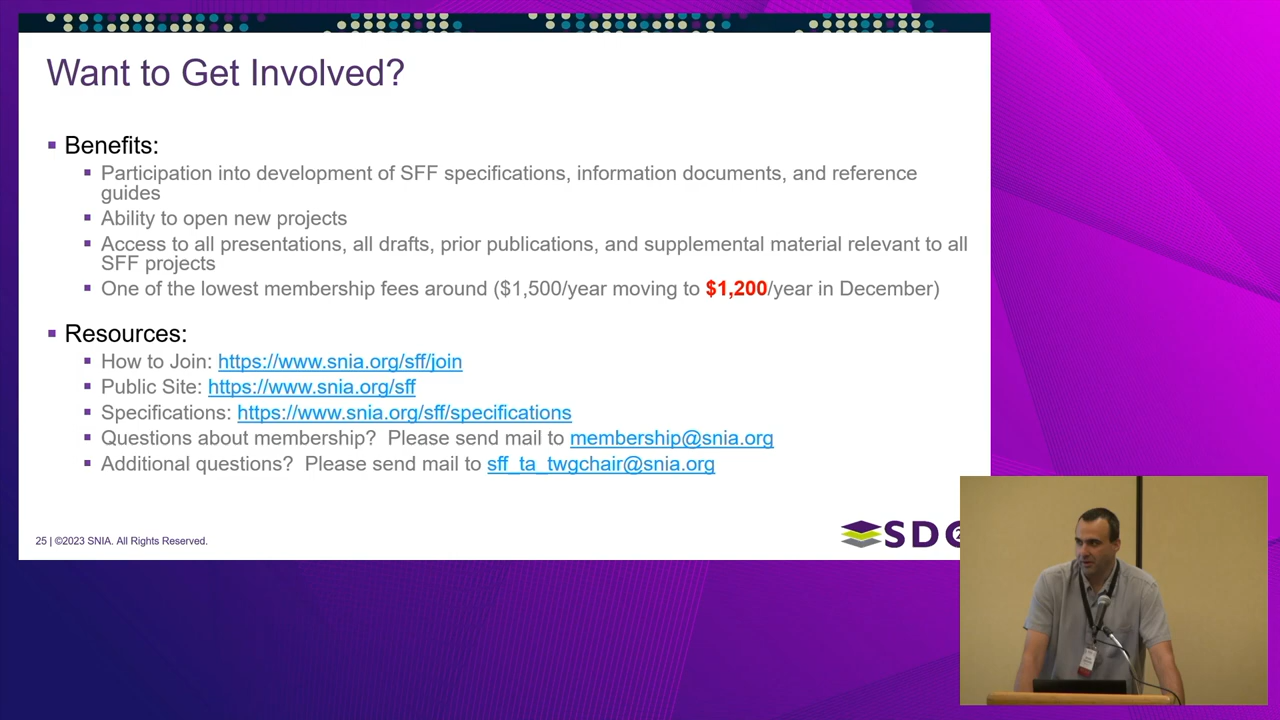 Want to Get Involved?
Benefits:
Participation into development of SFF specifications, information documents, and reference
guides
Ability to open new projects
Access to all presentations, all drafts, prior publications, and supplemental material relevant to all
SFF projects
One of the lowest membership fees around ($1,500/year moving to $1,200/year in December)
Resources:
How to Join: https://www.snia.org/sff/join
Public Site: https://www.snia.org/sff
Specifications: https://www.snia.org/sff/specifications
Questions about membership?  Please send mail to membership@snia.org
Additional questions?  Please send mail to sff_ta_twgchair@snia.org
25 | ©2023 SNIA. All Rights Reserved.
SDC